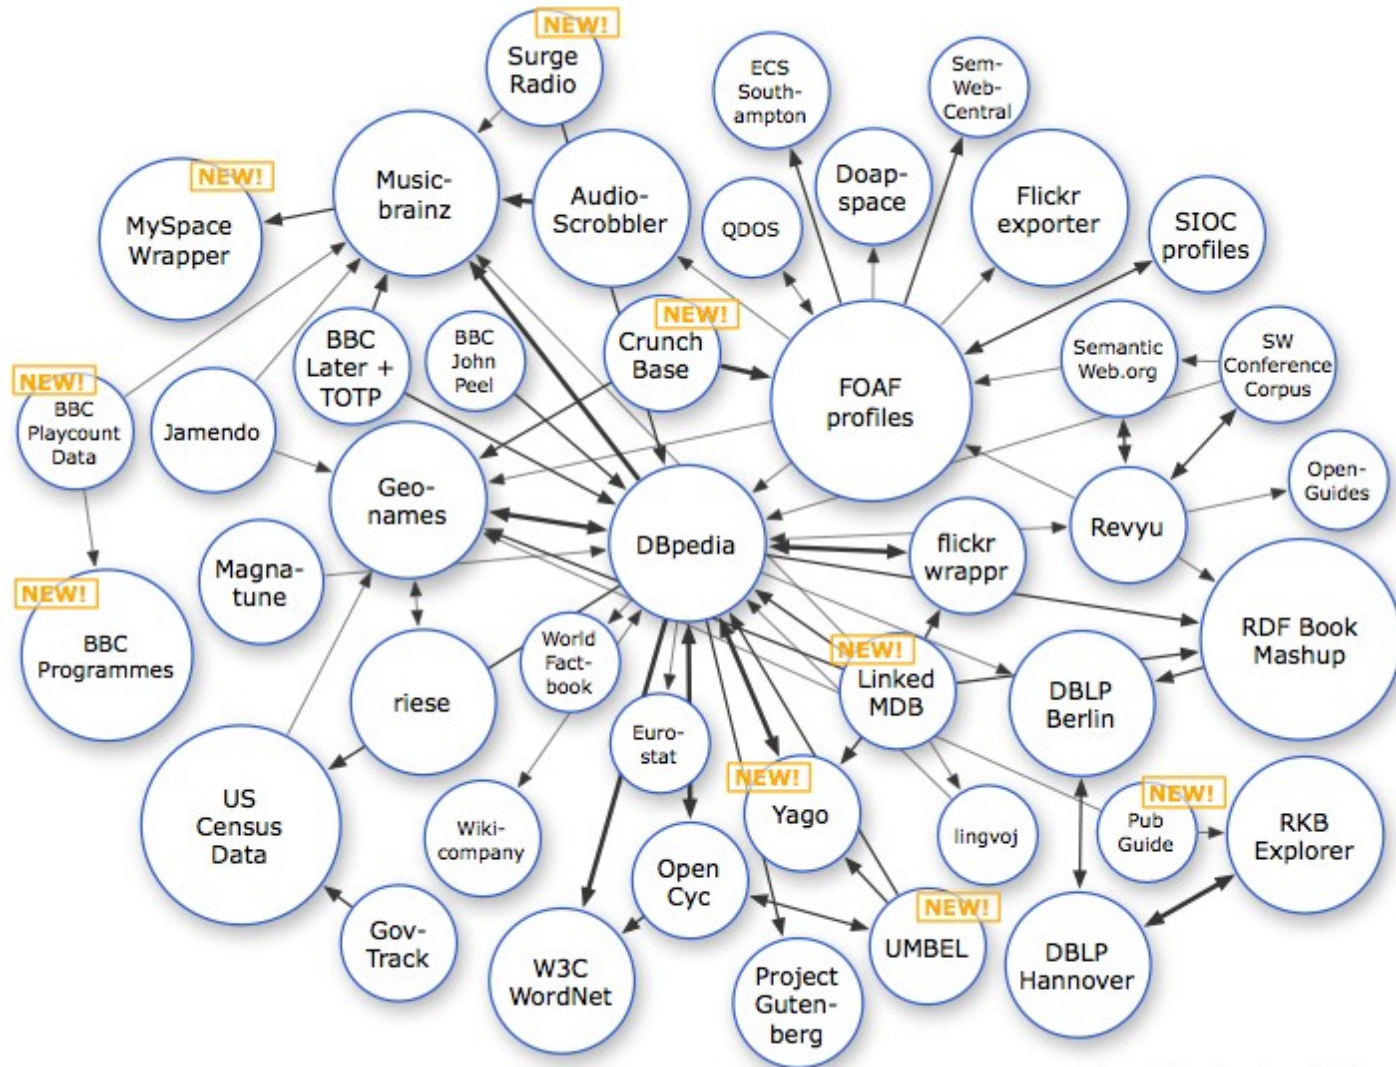 NEW!
Surge
Radio
ECS
South-
ampton
Sem-
Web-
Central
NEW!
MySpace
Wrapper
Music-
brainz
Audio-
Scrobbler
QDOS
Doap-
space
Flickr
exporter
SIOC
profiles
NEW!
BBC
Playcount
Data
Jamendo
BBC
Later +
TOTP
BBC
John
Peel
NEW!
Crunch
Base
FOAF
profiles
Semantic
Web.org
SW
Conference
Corpus
Open-
Guides
Geo-
names
DBpedia
flickr
wrappr
Revyu
Magna-
tune
NEW!
BBC
Programmes
riese
World
Fact-
book
NEW!
Linked
MDB
DBLP
Berlin
RDF Book
Mashup
Euro-
stat
US
Census
Data
Wiki-
company
NEW!
Yago
lingvoj
NEW!
Pub
Guide
RKB
Explorer
Open
Cyc
Gov-
Track
W3C
WordNet
Project
Guten-
berg
NEW!
UMBEL
DBLP
Hannover